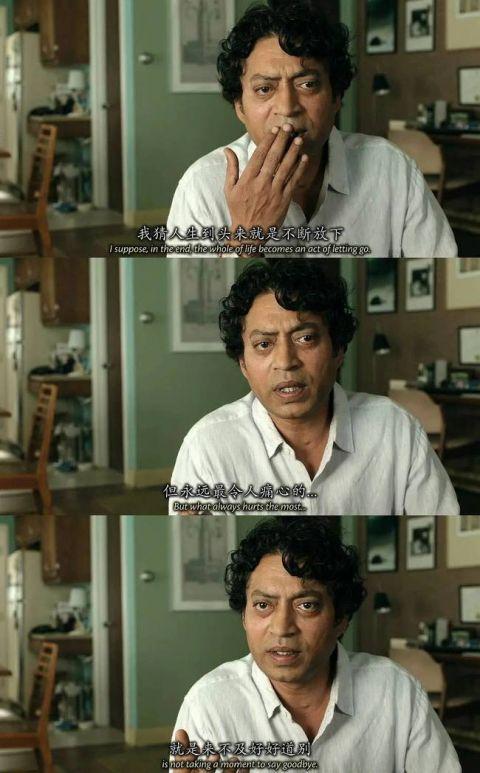 我猜人生到头来就是不断放下
I suppose, in the end, the whole of life becomes an act of letting go.
但永远最令人痛心的...
But what always hurts the most...
就是来不及好好道别
is not taking a moment to say goodbye.